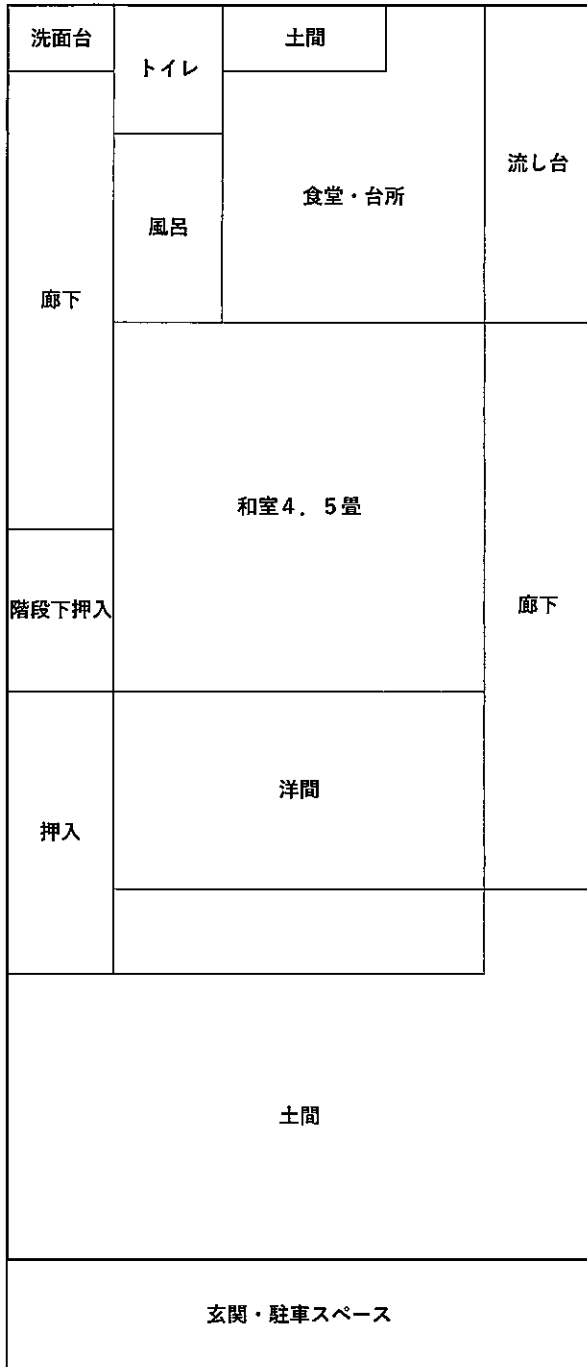 洗面台
トイレ
土間
流し台
食堂・台所
風呂
廊下
和室４．５畳
階段下押入
廊下
洋間
押入
土間
玄関・駐車スペース